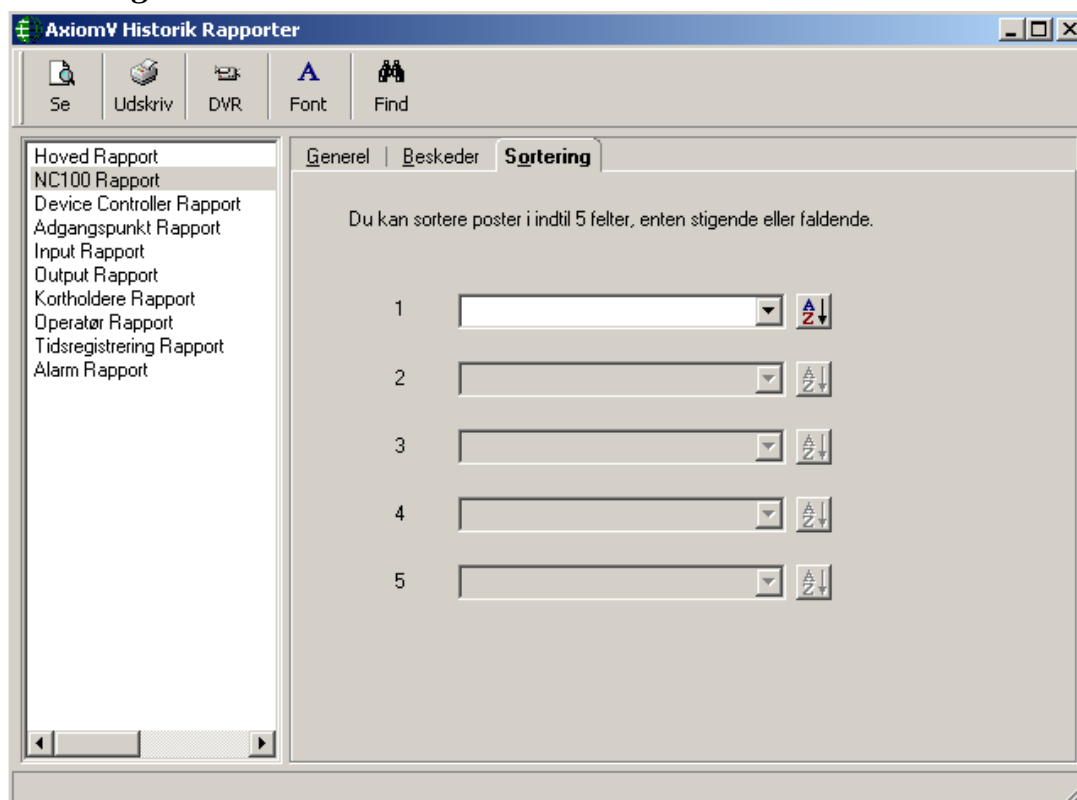 AxiomV Historik Rapporter
Se Udskriv DVR Font Find
Hoved Rapport
NC100 Rapport
Device Controller Rapport
Adgangspunkt Rapport
Input Rapport
Output Rapport
Kortholdere Rapport
Operatør Rapport
Tidsregistrering Rapport
Alarm Rapport
Generel Beskeder Sortering
Du kan sortere poster i indtil 5 felter, enten stigende eller faldende.
1
2
3
4
5